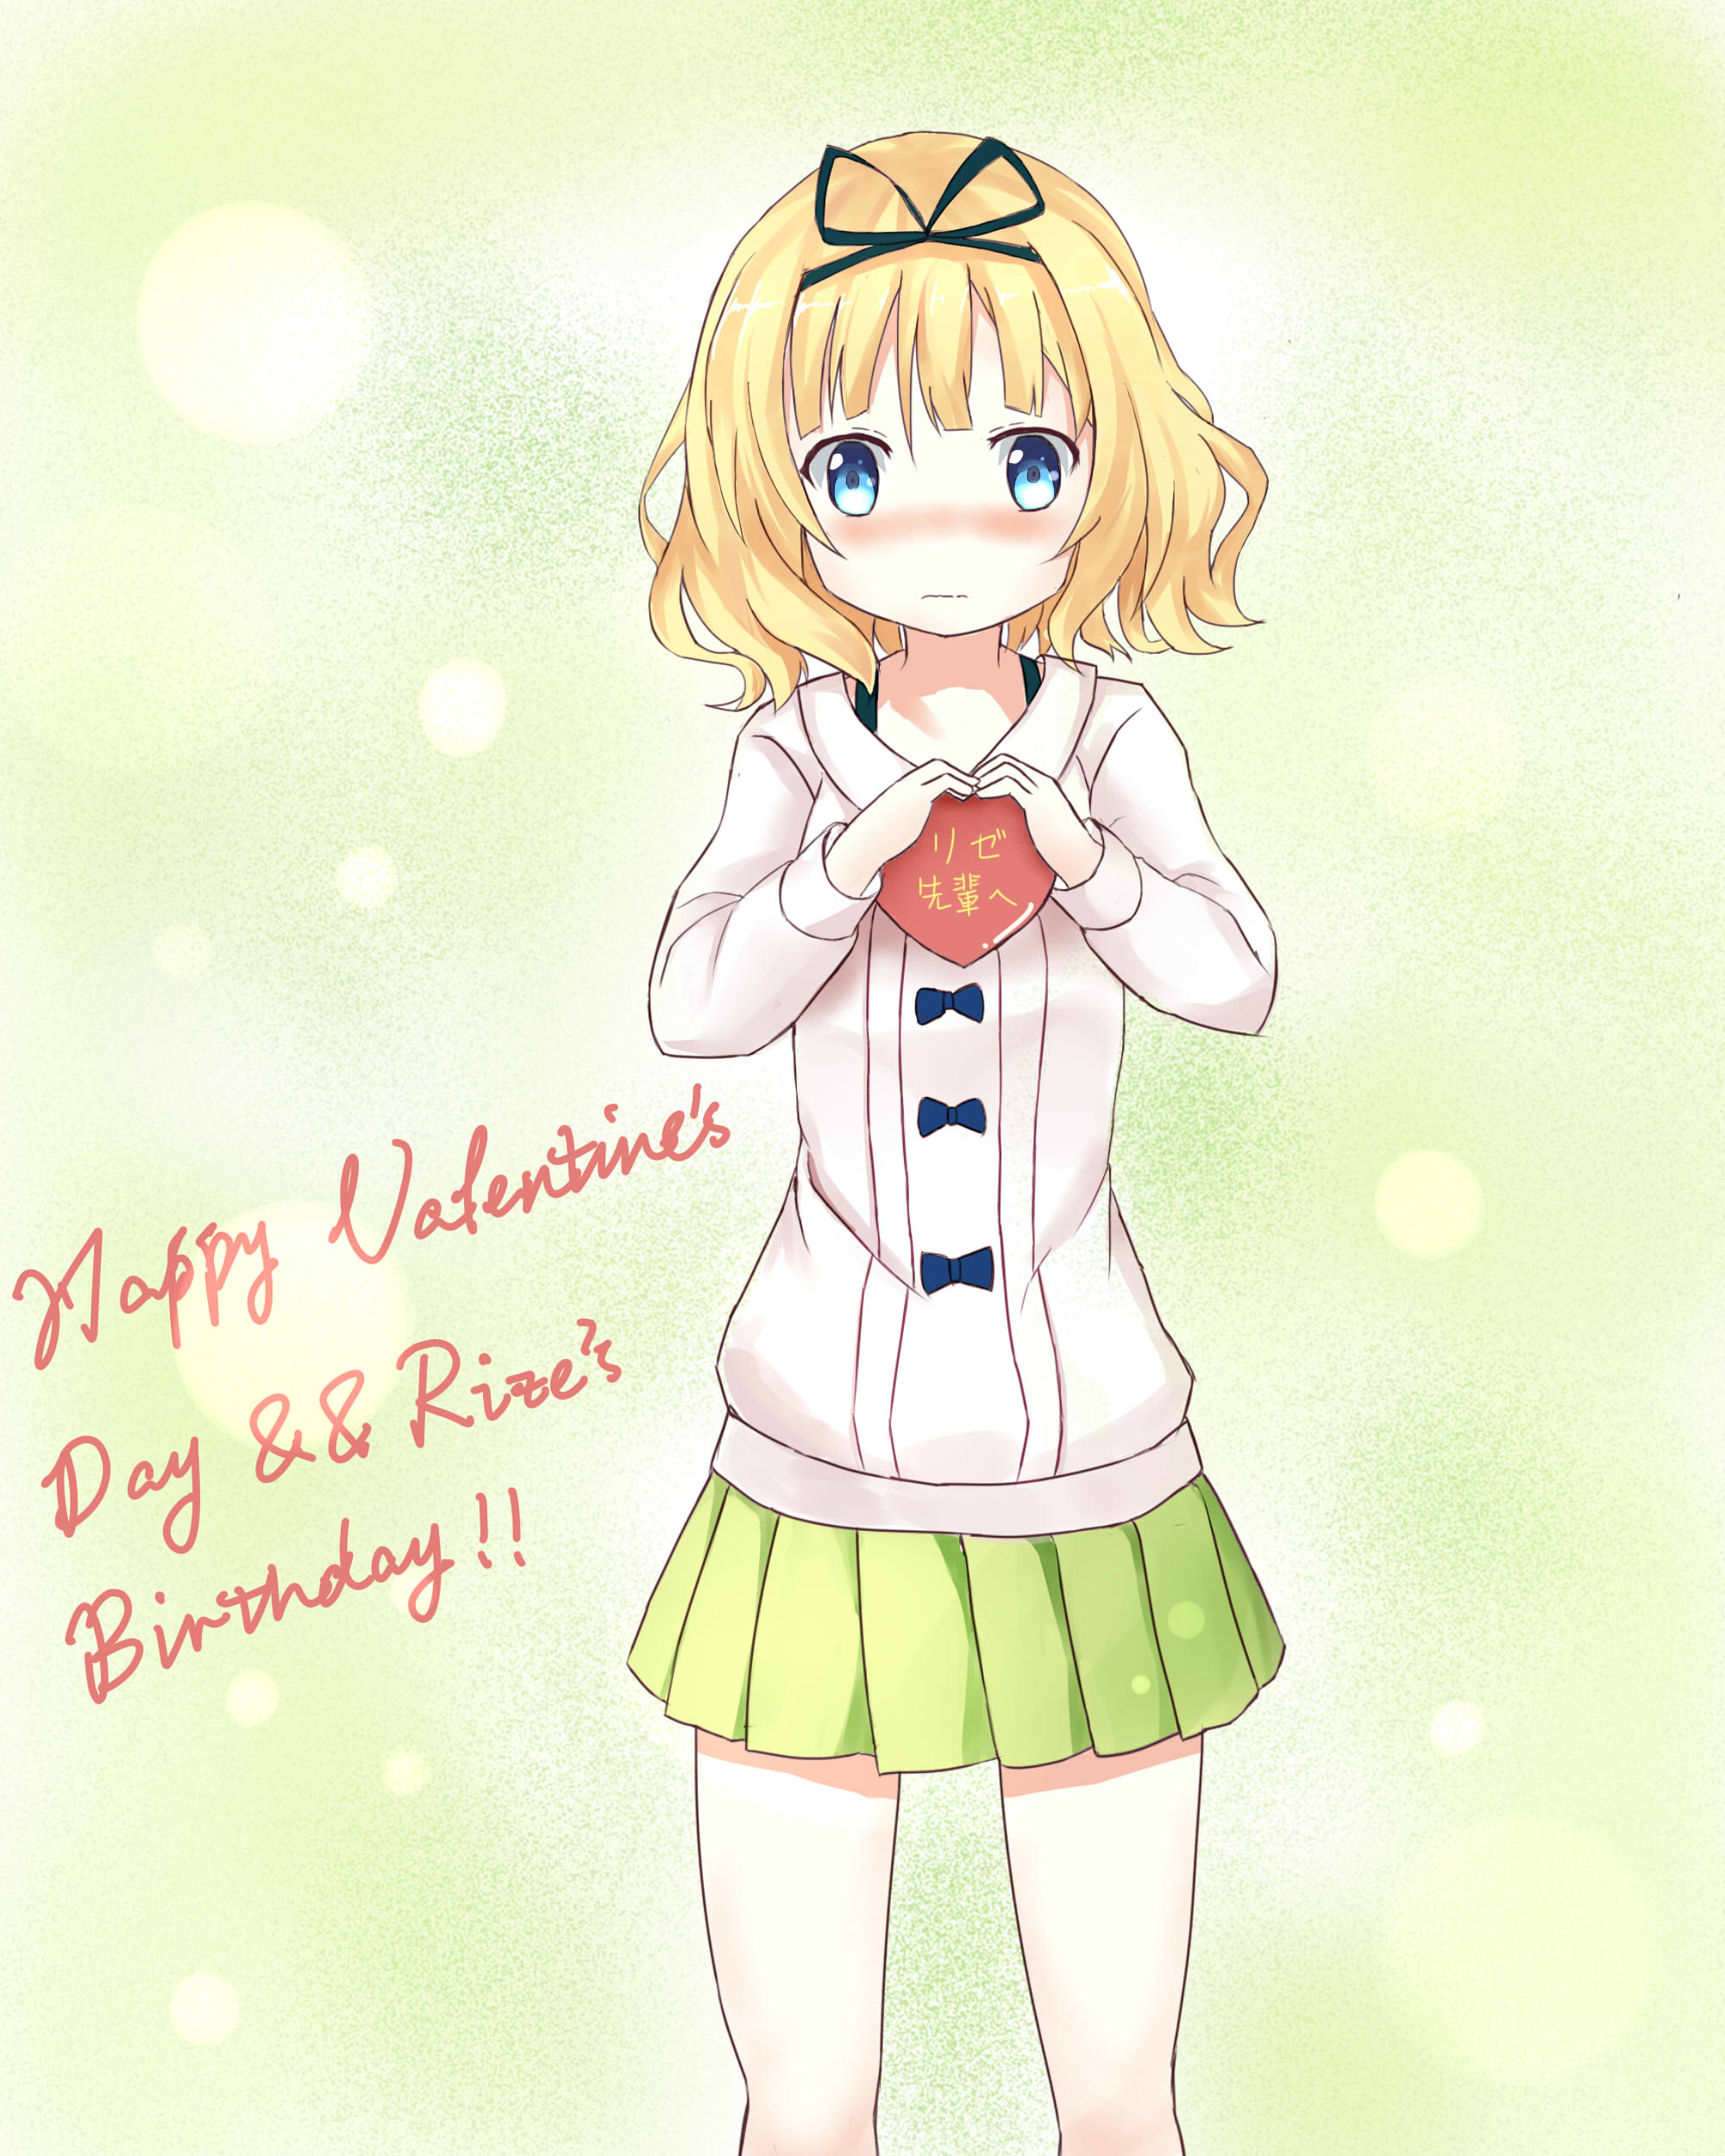 リゼ
先輩へ
Happy Valentine's
Day && Rize's
Birthday!!